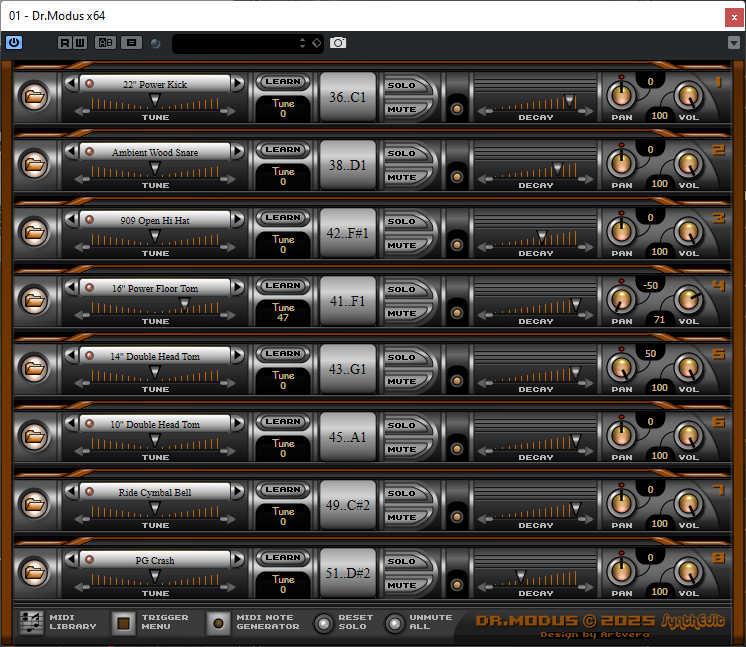 01 - Dr.Modus x64
x
R W
22" Power Kick
TUNE
LEARN
Tune
0
36..C1
SOLO
MUTE
DECAY
0
PAN
100
VOL
1
Ambient Wood Snare
TUNE
LEARN
Tune
0
38..D1
SOLO
MUTE
DECAY
0
PAN
100
VOL
2
909 Open Hi Hat
TUNE
LEARN
Tune
0
42..F#1
SOLO
MUTE
DECAY
0
PAN
100
VOL
3
16" Power Floor Tom
TUNE
LEARN
Tune
47
41..F1
SOLO
MUTE
DECAY
-50
PAN
71
VOL
4
14" Double Head Tom
TUNE
LEARN
Tune
0
43..G1
SOLO
MUTE
DECAY
50
PAN
100
VOL
5
10" Double Head Tom
TUNE
LEARN
Tune
0
45..A1
SOLO
MUTE
DECAY
0
PAN
100
VOL
6
Ride Cymbal Bell
TUNE
LEARN
Tune
0
49..C#2
SOLO
MUTE
DECAY
0
PAN
100
VOL
7
PG Crash
TUNE
LEARN
Tune
0
51..D#2
SOLO
MUTE
DECAY
0
PAN
100
VOL
8
MIDI
LIBRARY
TRIGGER
MENU
MIDI NOTE
GENERATOR
RESET
SOLO
UNMUTE
ALL
DR.MODUS © 2025 SynthEdit
Design by Artvera